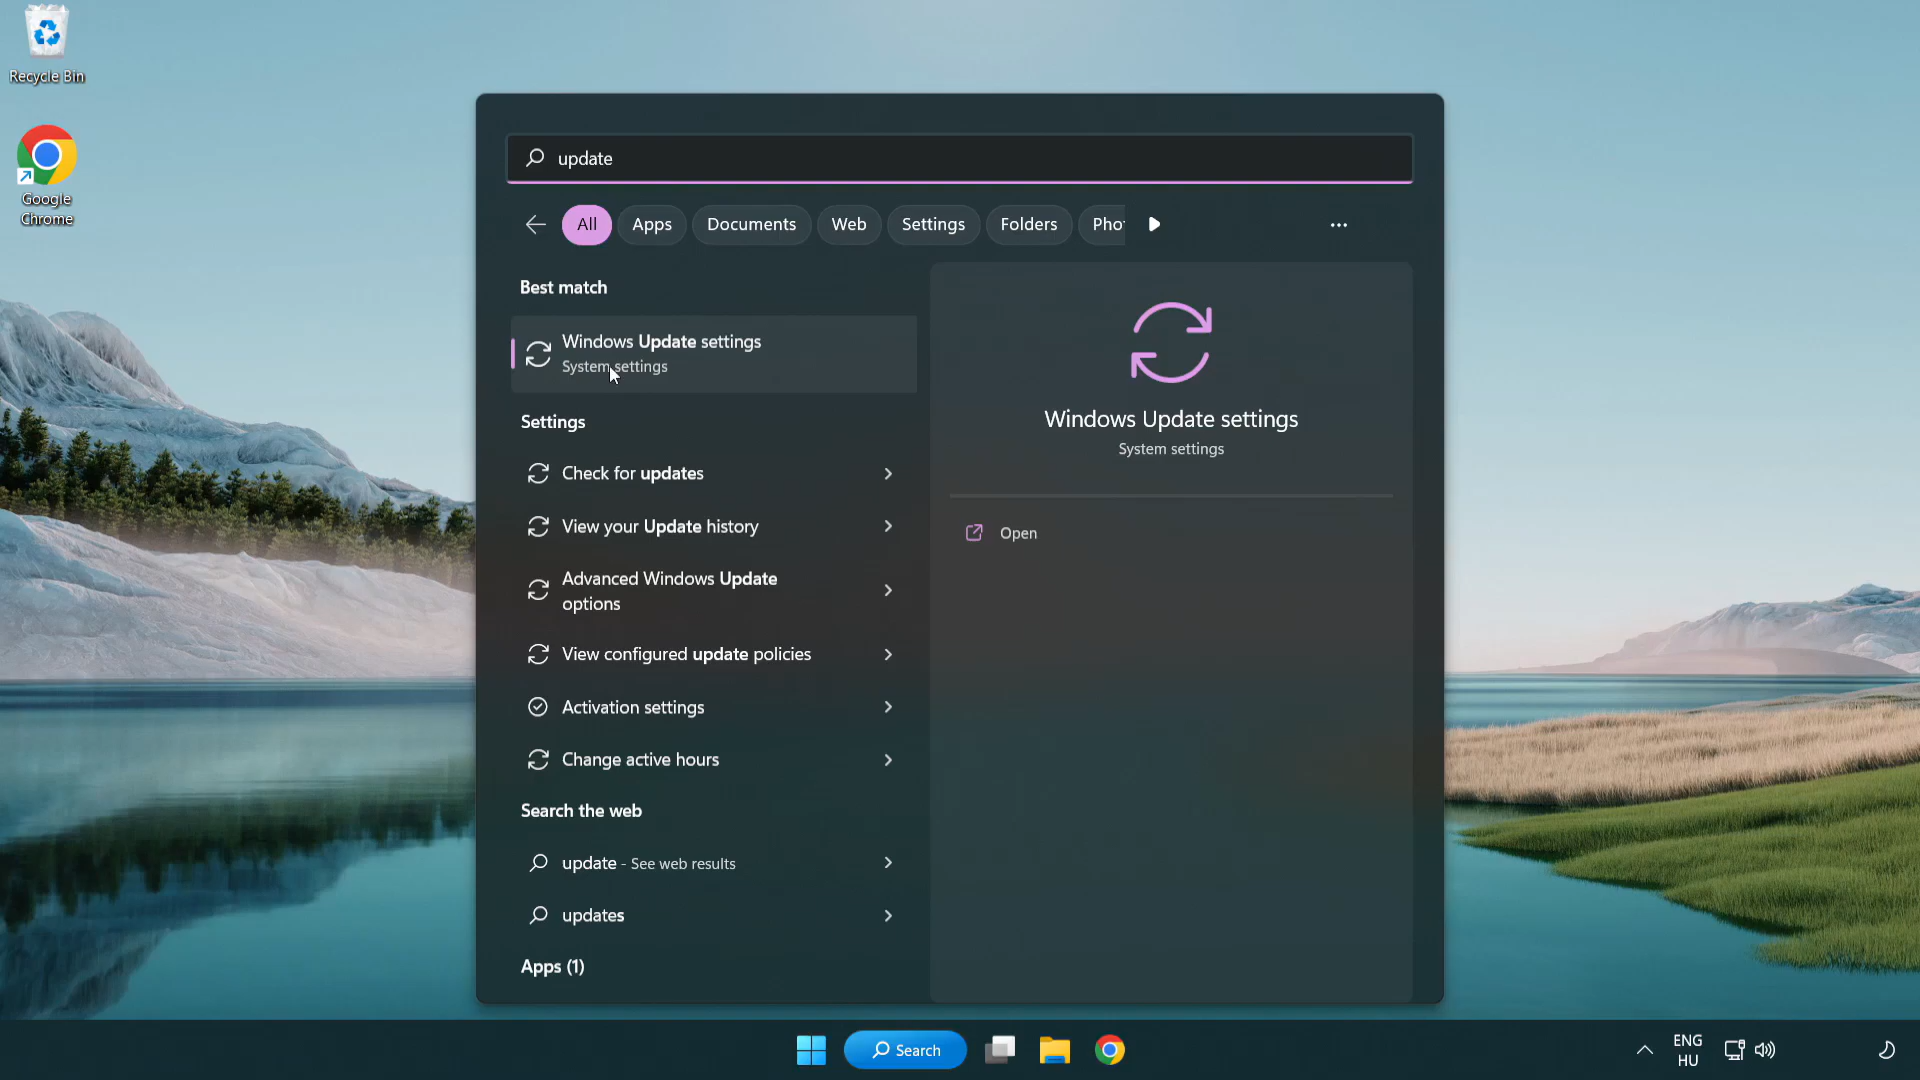 Recycle Bin
Google
Chrome
update
All
Apps
Documents
Web
Settings
Folders
Pho
Best match
Windows Update settings
System settings
Settings
Check for updates
View your Update history
Advanced Windows Update
options
View configured update policies
Activation settings
Change active hours
Search the web
update - See web results
updates
Apps (1)
Windows Update settings
System settings
Open
Search
ENG
HU